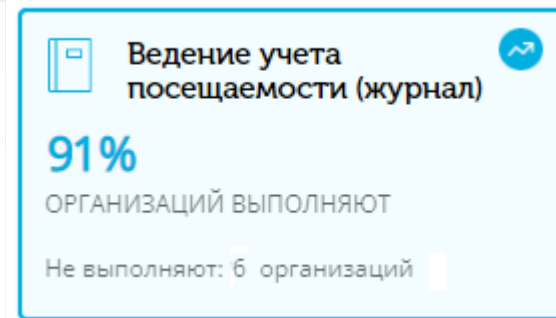 Ведение учета
посещаемости (журнал)
91%
ОРГАНИЗАЦИЙ ВЫПОЛНЯЮТ
Не выполняют: 6 организаций